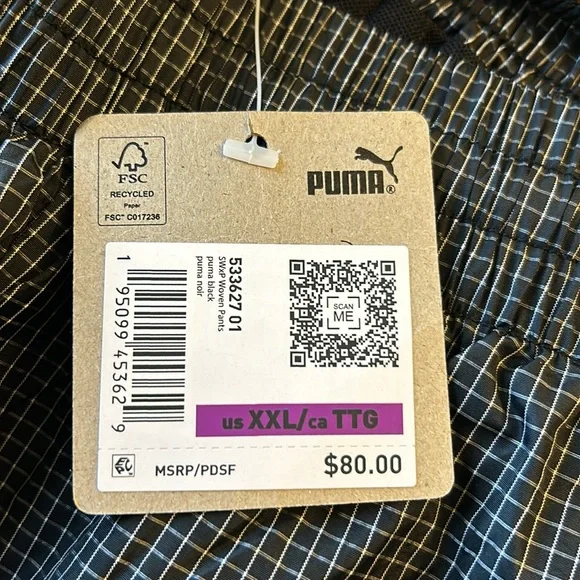 FSC
RECYCLED
Paper
FSC™ C017236
PUMA®
533627 01
SWxP Woven Pants
puma black
puma noir
1 95099 45362 9
SCAN
ME
us XXL/ca TTG
MSRP/PDSF
$80.00